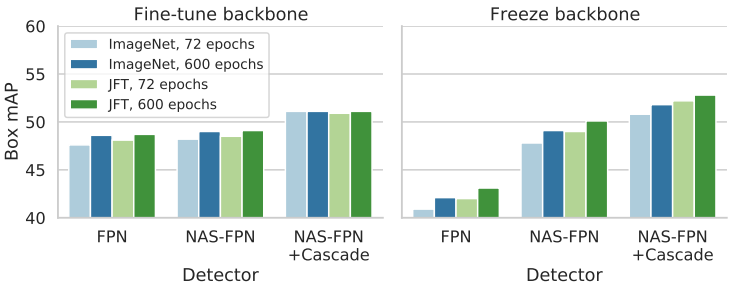 Fine-tune backbone
Freeze backbone
60
55
50
45
40
Box mAP
ImageNet, 72 epochs
ImageNet, 600 epochs
JFT, 72 epochs
JFT, 600 epochs
FPN
NAS-FPN
NAS-FPN
+Cascade
Detector
FPN
NAS-FPN
NAS-FPN
+Cascade
Detector